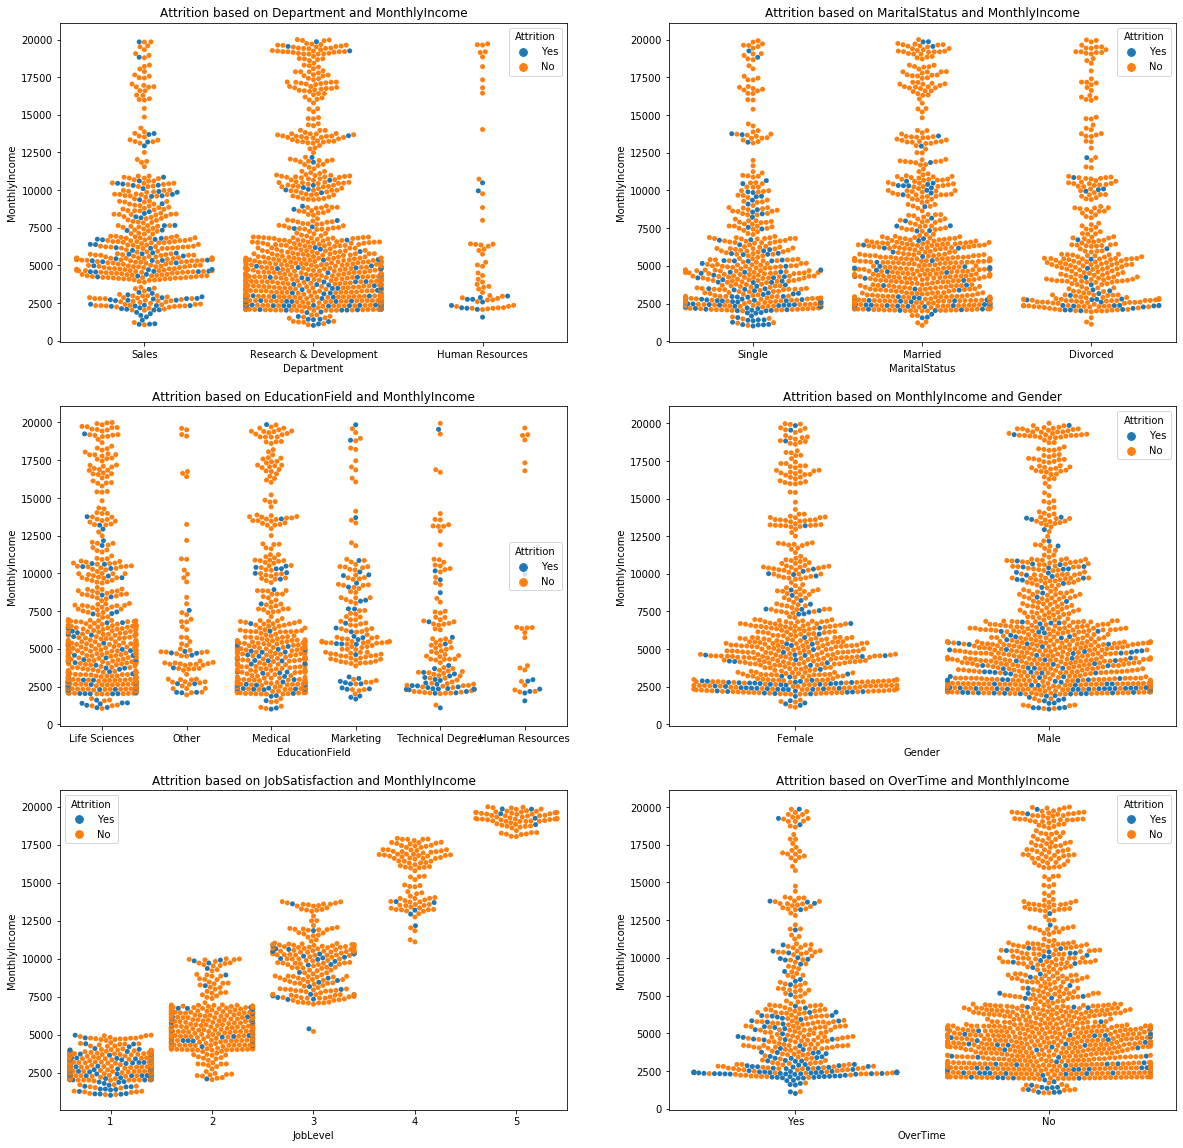 Attrition based on Department and MonthlyIncome
MonthlyIncome
20000
17500
15000
12500
10000
7500
5000
2500
0
Attrition
Yes
No
Sales
Research & Development
Human Resources
Department
Attrition based on MaritalStatus and MonthlyIncome
MonthlyIncome
20000
17500
15000
12500
10000
7500
5000
2500
0
Attrition
Yes
No
Single
Married
Divorced
MaritalStatus
Attrition based on EducationField and MonthlyIncome
MonthlyIncome
20000
17500
15000
12500
10000
7500
5000
2500
0
Attrition
Yes
No
Life Sciences
Other
Medical
Marketing
Technical Degree
Human Resources
EducationField
Attrition based on MonthlyIncome and Gender
MonthlyIncome
20000
17500
15000
12500
10000
7500
5000
2500
0
Attrition
Yes
No
Female
Male
Gender
Attrition based on JobSatisfaction and MonthlyIncome
MonthlyIncome
20000
17500
15000
12500
10000
7500
5000
2500
Attrition
Yes
No
1
2
3
4
5
JobLevel
Attrition based on OverTime and MonthlyIncome
MonthlyIncome
20000
17500
15000
12500
10000
7500
5000
2500
0
Attrition
Yes
No
Yes
No
OverTime